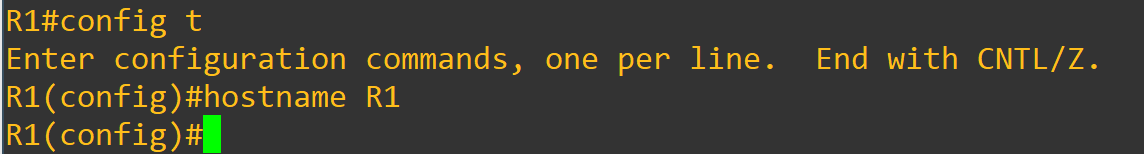 R1#config t
Enter configuration commands, one per line.  End with CNTL/Z.
R1(config)#hostname R1
R1(config)#